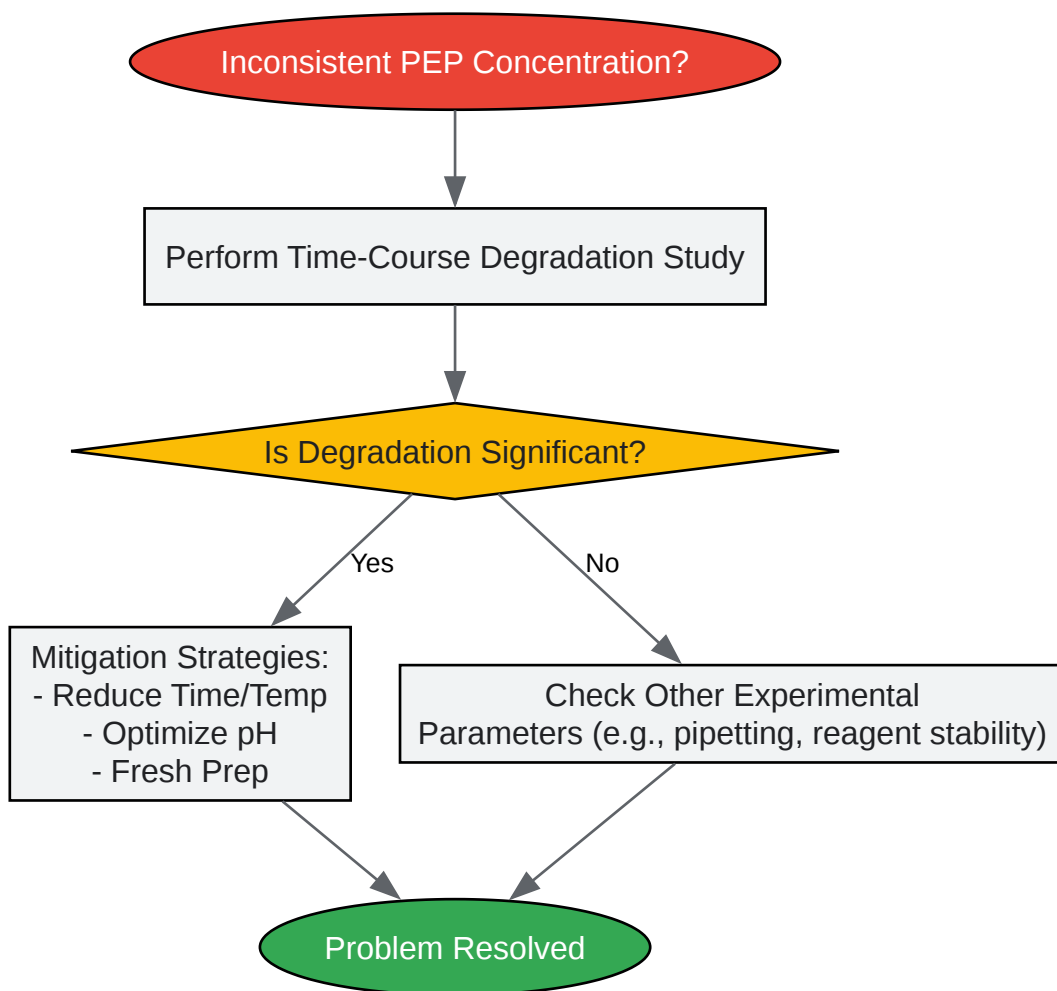 Inconsistent PEP Concentration?
Perform Time-Course Degradation Study
Is Degradation Significant?
Yes
No
Mitigation Strategies:
- Reduce Time/Temp
- Optimize pH
- Fresh Prep
Check Other Experimental
Parameters (e.g., pipetting, reagent stability)
Problem Resolved